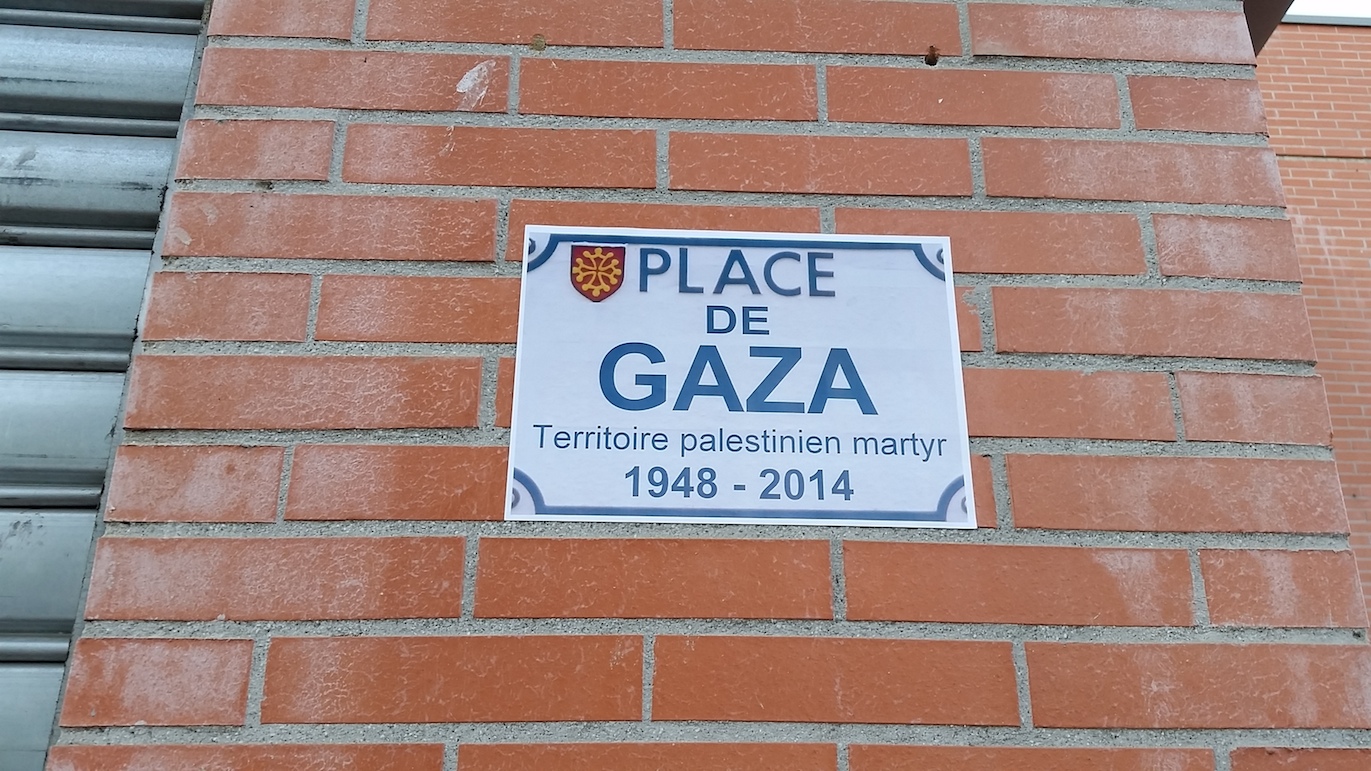 PLACE
DE
GAZA
Territoire palestinien martyr
1948 - 2014